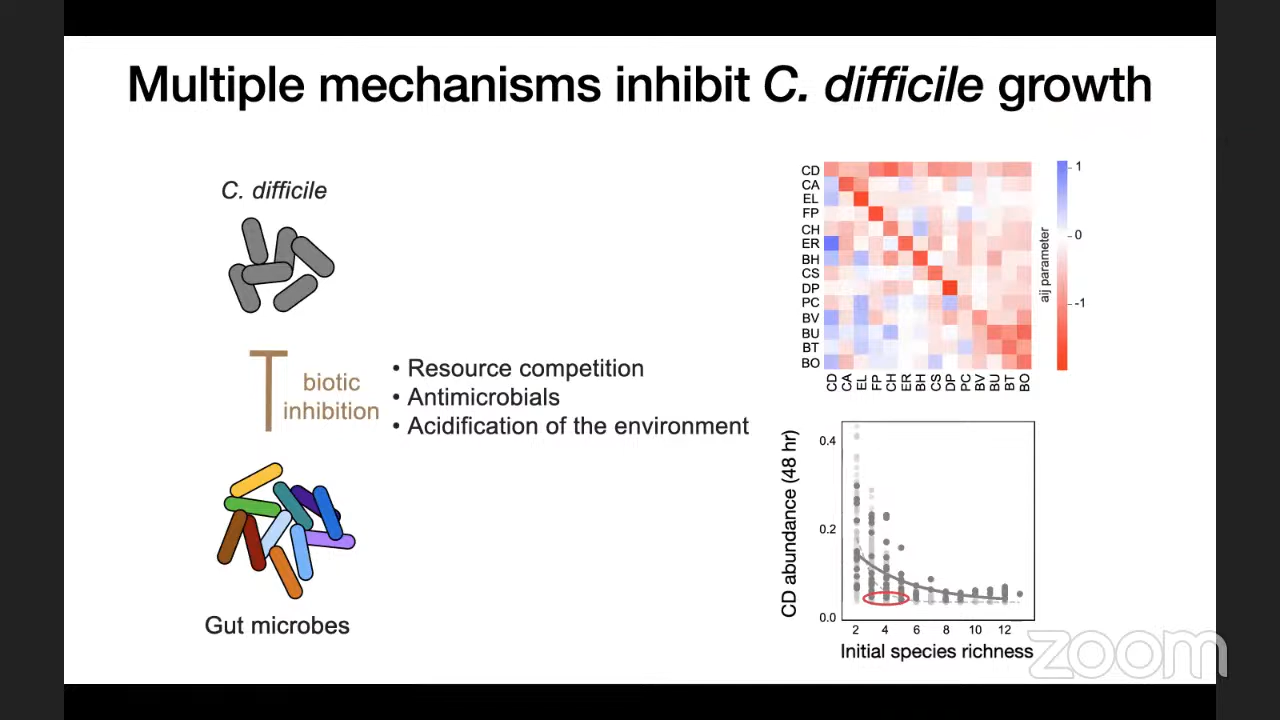 Multiple mechanisms inhibit C. difficile growth
C. difficile
biotic
inhibition
• Resource competition
• Antimicrobials
• Acidification of the environment
Gut microbes
CD
CA
EL
FP
CH
ER
BH
CS
DP
PC
BV
BU
BT
BO
CD CA EL FP CH ER BH CS DP PC BV BU BT BO
1
0
-1
aij parameter
CD abundance (48 hr)
0.4
0.2
0.0
2 4 6 8 10 12
Initial species richness
zoom